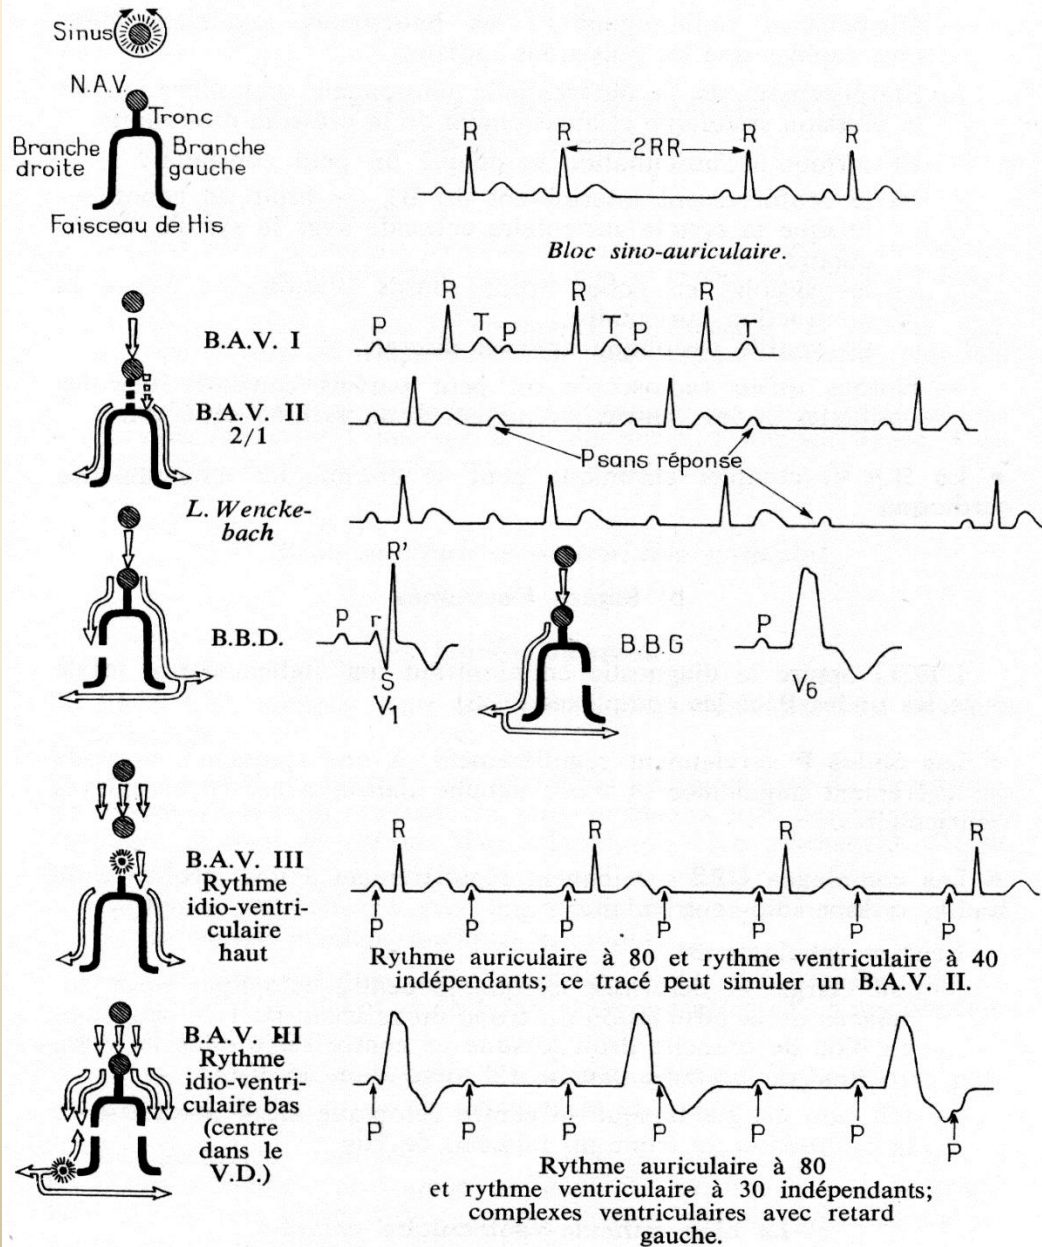 Sinus
N.A.V.
Tronc
Branche droite
Branche gauche
Faisceau de His
R R 2RR R R
Bloc sino-auriculaire.
B.A.V. I
P R T P R T P R T
B.A.V. II
2/1
P sans réponse
L. Wencke-
bach
B.B.D.
P r R' S
V1
B.B.G
P
V6
B.A.V. III
Rythme
idio-ventri-
culaire
haut
R R R R
P P P P P P P
Rythme auriculaire à 80 et rythme ventriculaire à 40
indépendants; ce tracé peut simuler un B.A.V. II.
B.A.V. III
Rythme
idio-ventri-
culaire bas
(centre
dans le
V.D.)
P P P P P P P
Rythme auriculaire à 80
et rythme ventriculaire à 30 indépendants;
complexes ventriculaires avec retard
gauche.